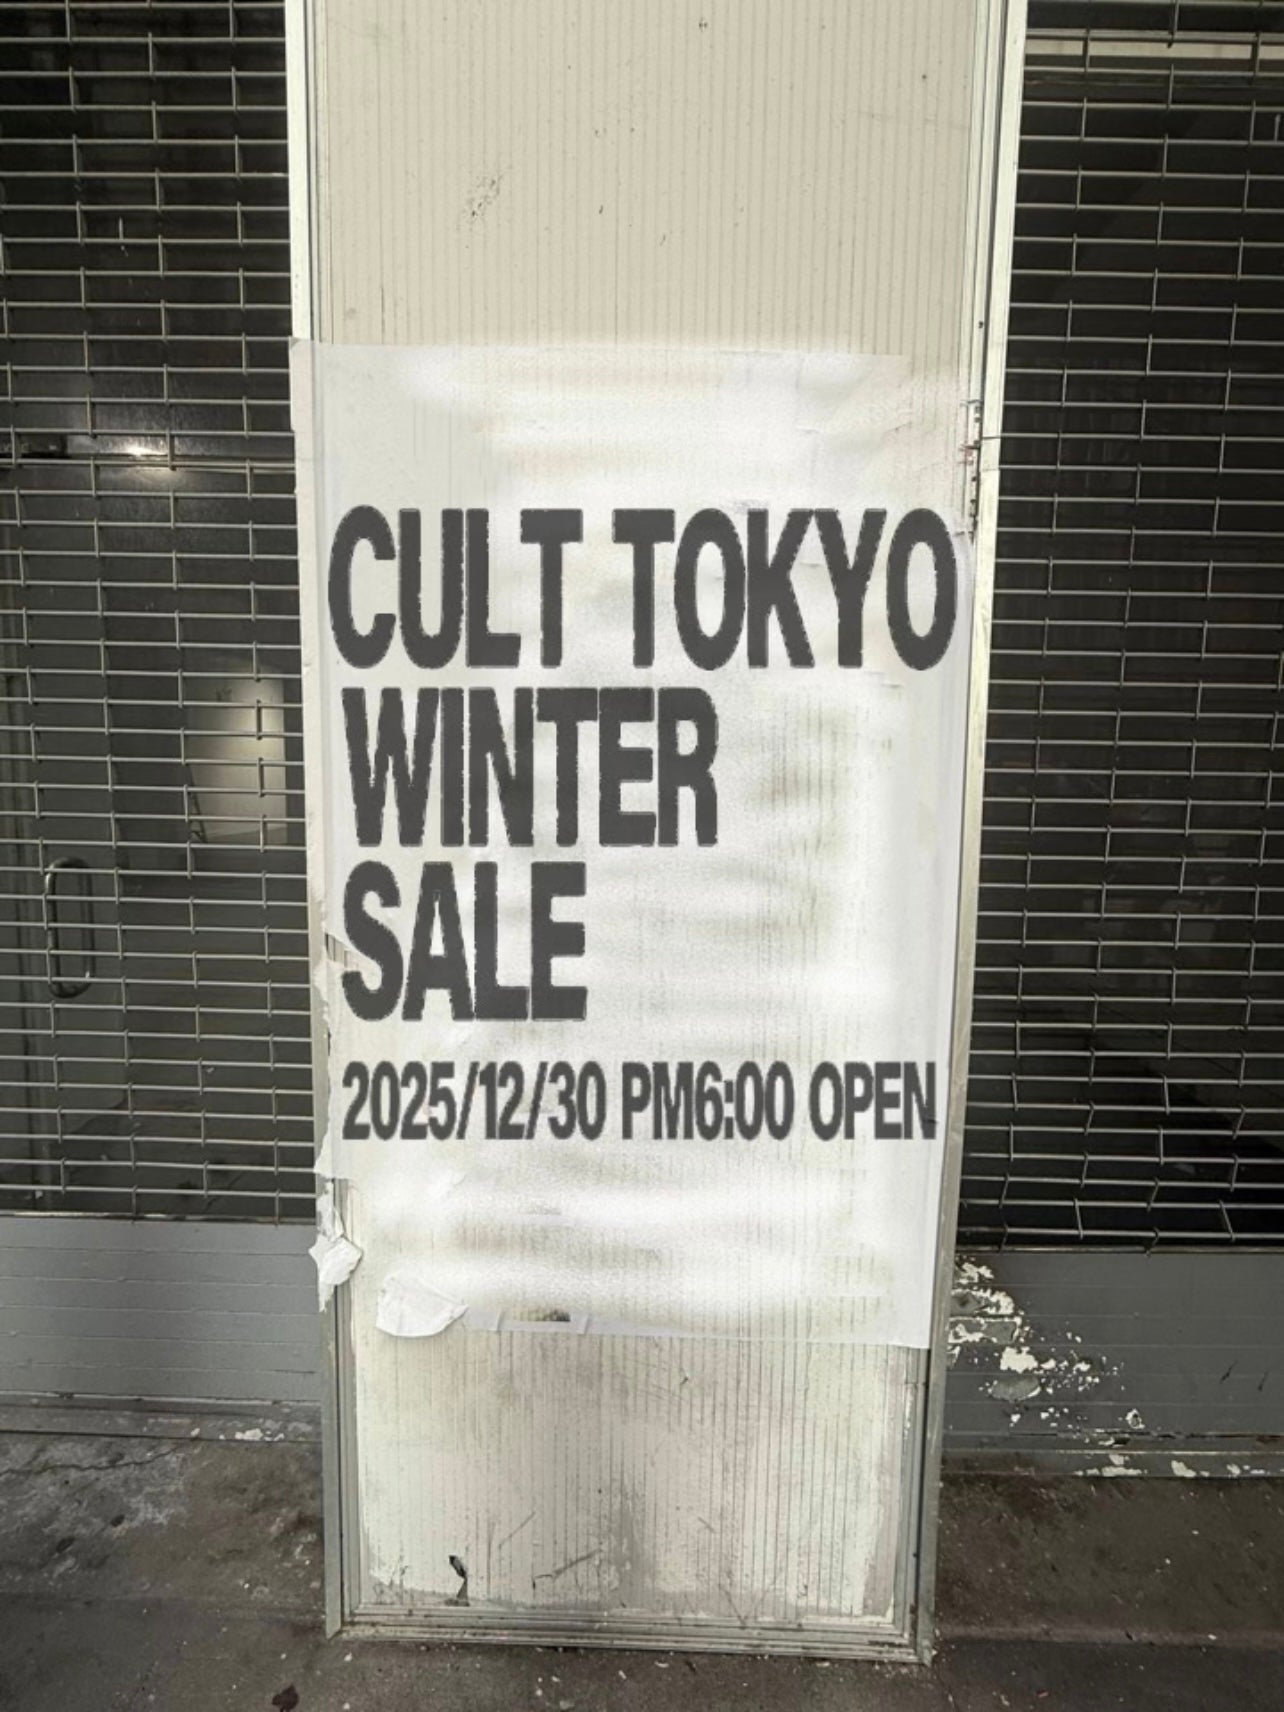 CULT TOKYO
WINTER
SALE
2025/12/30 PM6:00 OPEN